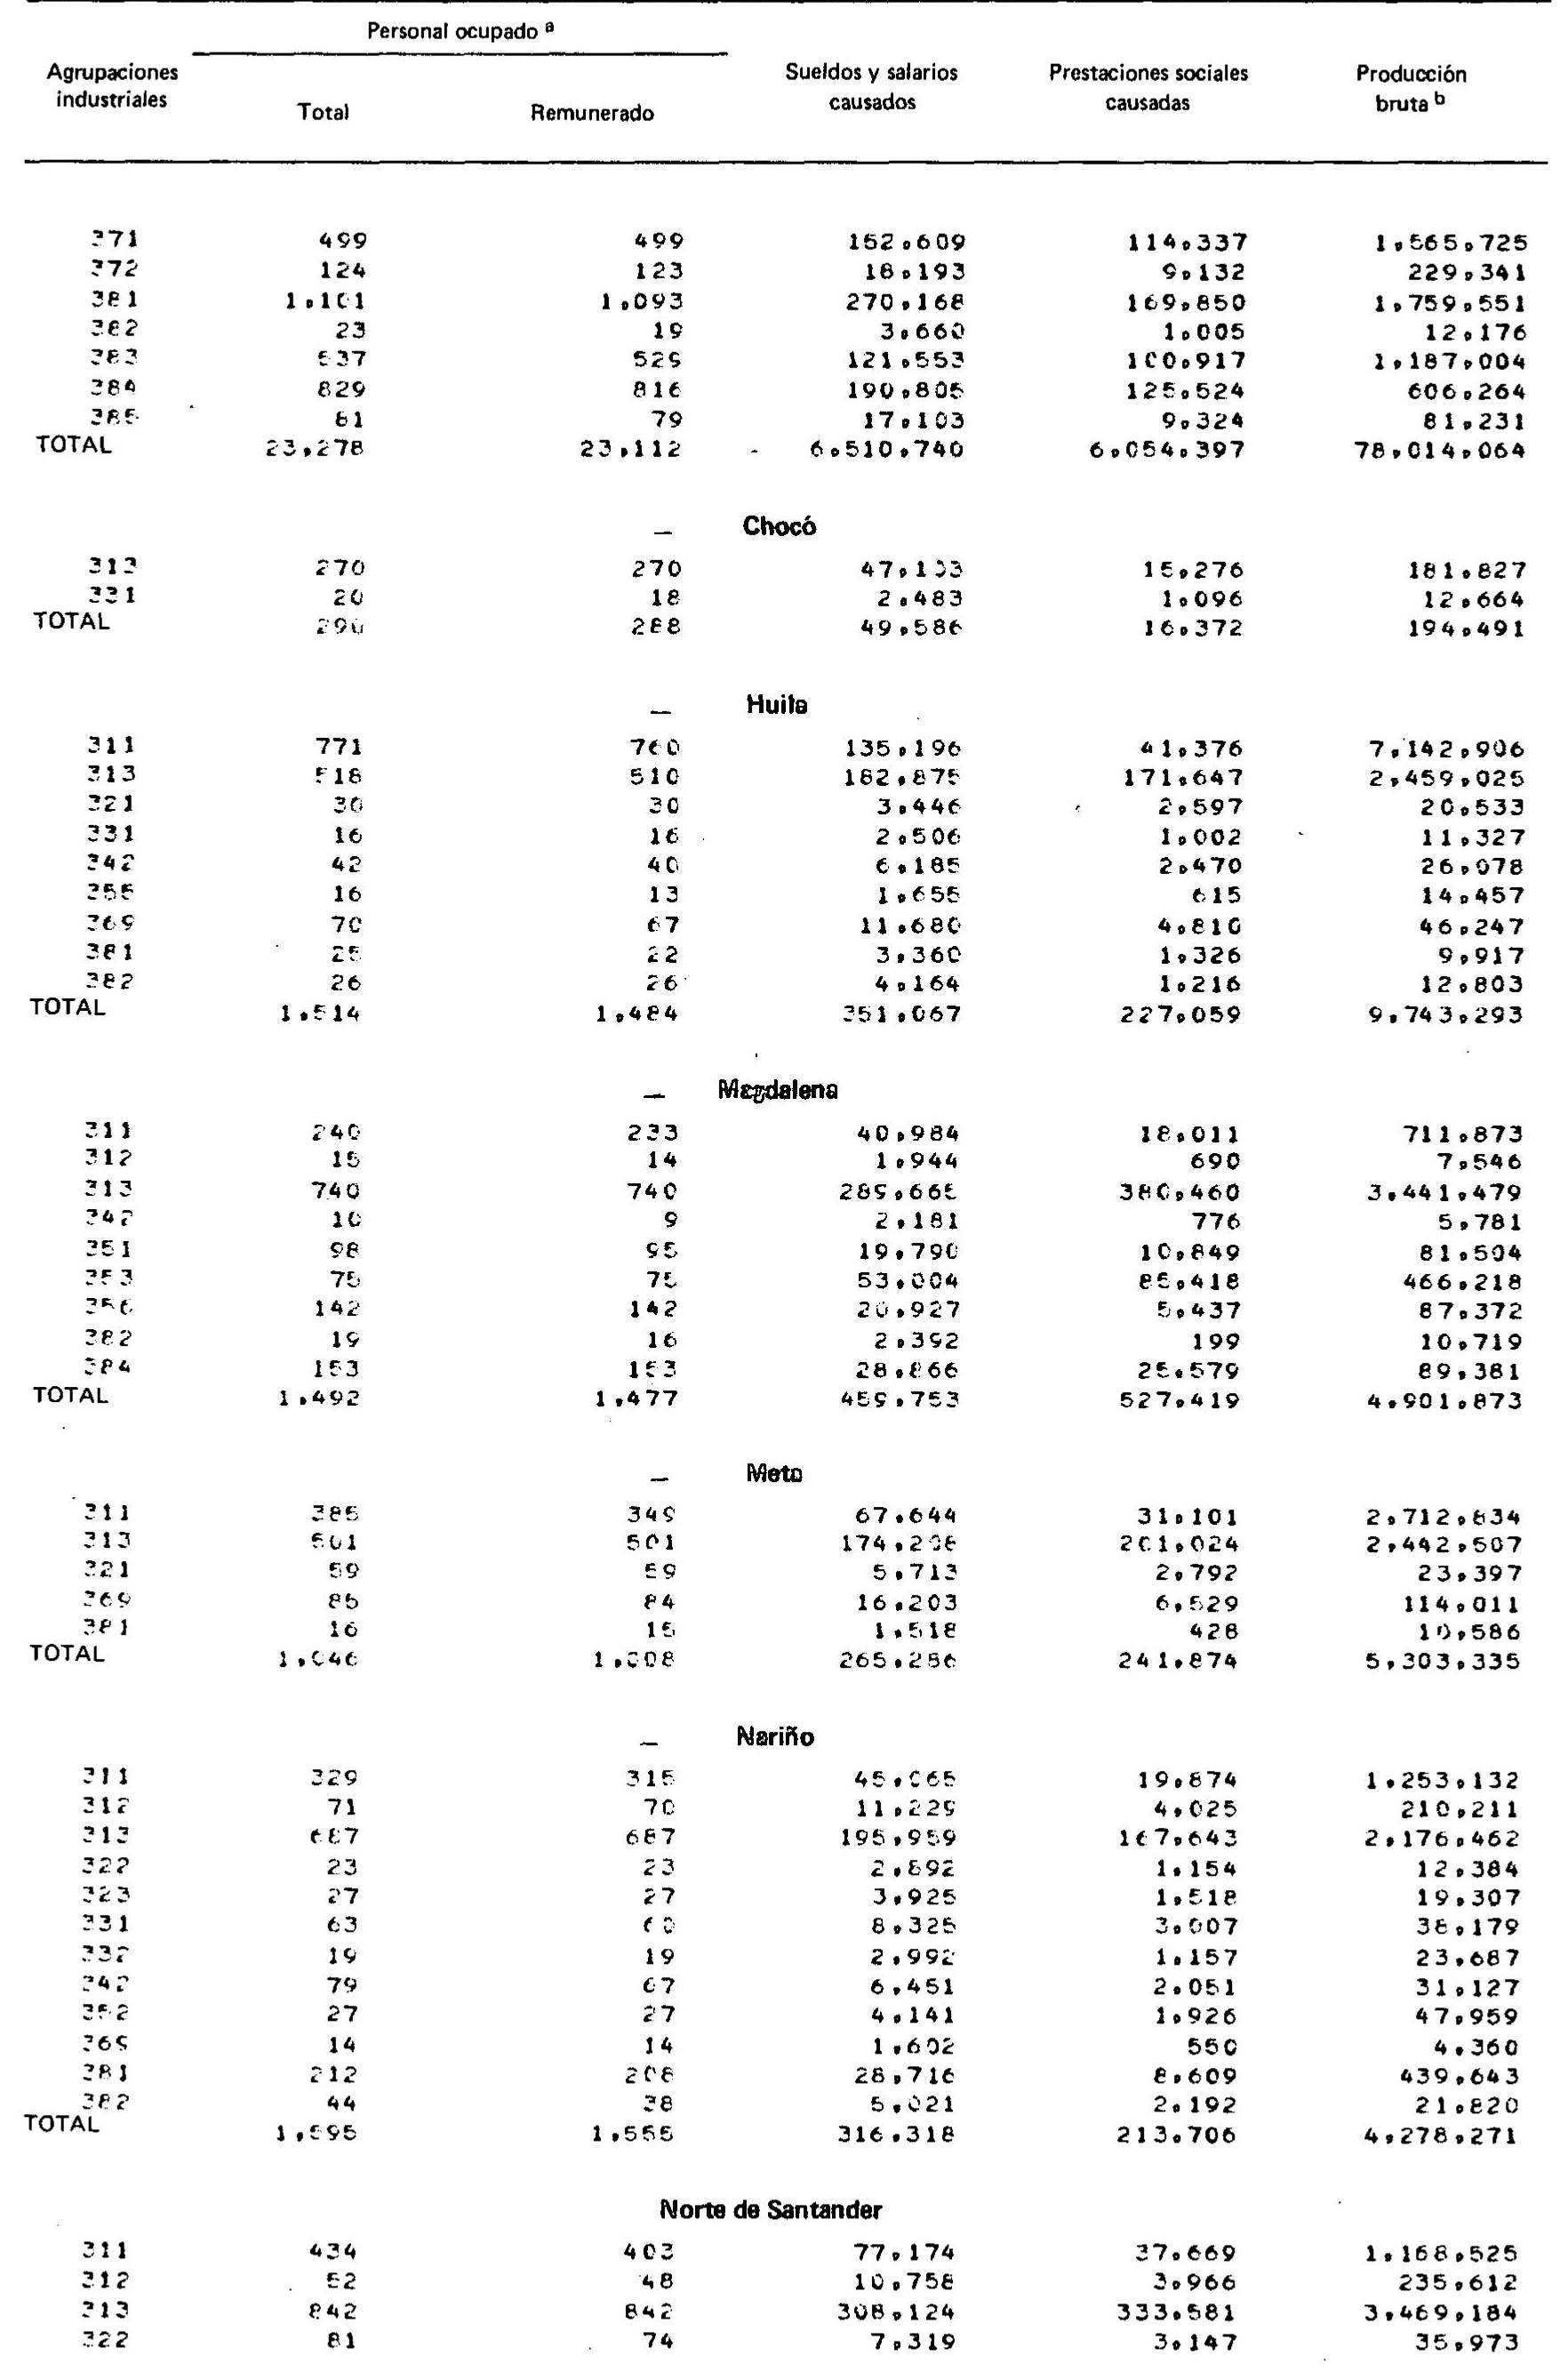 Personal ocupado a
Agrupaciones industriales Total Remunerado Sueldos y salarios causados Prestaciones sociales causadas Producción bruta b
371 499 499 152.609 114.337 1.565.725
372 124 123 18.193 9.132 229.341
381 1.101 1.093 270.168 169.850 1.759.551
382 23 19 3.660 1.005 12.176
383 537 529 121.553 100.917 1.187.004
384 829 816 190.805 125.524 606.264
385 81 79 17.103 9.324 81.231
TOTAL 23.278 23.112 6.510.740 6.054.397 78.014.064
— Chocó
313 270 270 47.103 15.276 181.827
331 20 18 2.483 1.096 12.664
TOTAL 290 288 49.586 16.372 194.491
— Huila
311 771 760 135.196 41.376 7.142.906
313 518 510 182.875 171.647 2.459.025
321 30 30 3.446 2.597 20.533
331 16 16 2.506 1.002 11.327
342 42 40 6.185 2.470 26.078
355 16 13 1.655 615 14.457
369 70 67 11.680 4.810 46.247
381 25 22 3.360 1.326 9.917
382 26 26 4.164 1.216 12.803
TOTAL 1.514 1.484 351.067 227.059 9.743.293
— Magdalena
311 240 233 40.984 18.011 711.873
312 15 14 1.944 690 7.546
313 740 740 289.665 380.460 3.441.479
342 10 9 2.181 776 5.781
351 98 95 19.790 10.849 81.504
353 75 75 53.004 85.418 466.218
356 142 142 20.927 5.437 87.372
382 19 16 2.392 199 10.719
384 153 153 28.866 25.579 89.381
TOTAL 1.492 1.477 459.753 527.419 4.901.873
— Meta
311 385 349 67.644 31.101 2.712.834
313 501 501 174.208 201.024 2.442.507
321 59 59 5.713 2.792 23.397
369 85 84 16.203 6.529 114.011
381 16 15 1.518 428 10.586
TOTAL 1.046 1.008 265.286 241.874 5.303.335
— Nariño
311 329 315 45.065 19.874 1.253.132
312 71 70 11.229 4.025 210.211
313 687 687 195.959 167.643 2.176.462
322 23 23 2.892 1.154 12.384
323 27 27 3.925 1.518 19.307
331 63 60 8.325 3.007 38.179
332 19 19 2.992 1.157 23.687
342 79 67 6.451 2.051 31.127
352 27 27 4.141 1.926 47.959
369 14 14 1.602 550 4.360
381 212 208 28.716 8.609 439.643
382 44 38 5.021 2.192 21.820
TOTAL 1.595 1.555 316.318 213.706 4.278.271
Norte de Santander
311 434 403 77.174 37.669 1.168.525
312 52 48 10.758 3.966 235.612
313 842 842 308.124 333.581 3.469.184
322 81 74 7.319 3.147 35.973